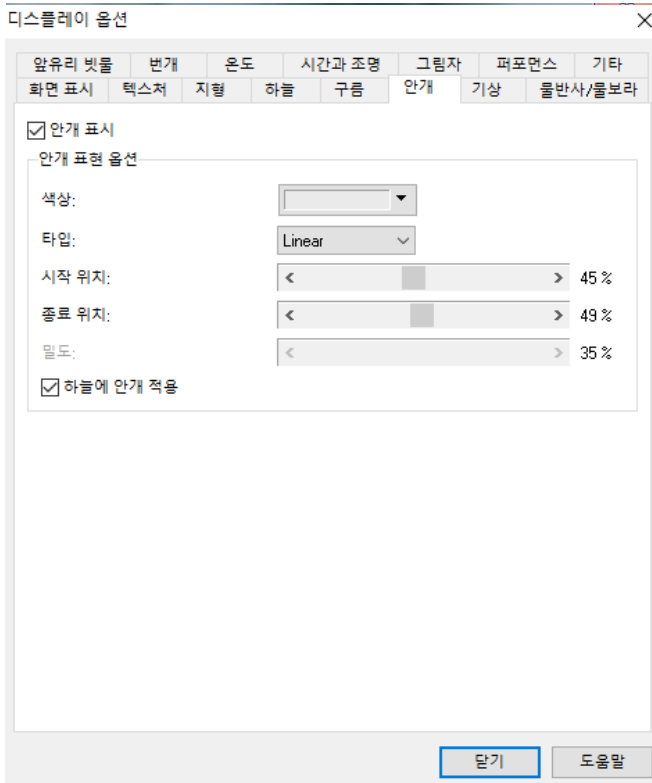 디스플레이 옵션
앞유리 빗물 번개 온도 시간과 조명 그림자 퍼포먼스 기타
화면 표시 텍스처 지형 하늘 구름 안개 기상 물반사/물보라
안개 표시
안개 표현 옵션
색상:
타입: Linear
시작 위치: 45 %
종료 위치: 49 %
밀도: 35 %
하늘에 안개 적용
닫기 도움말